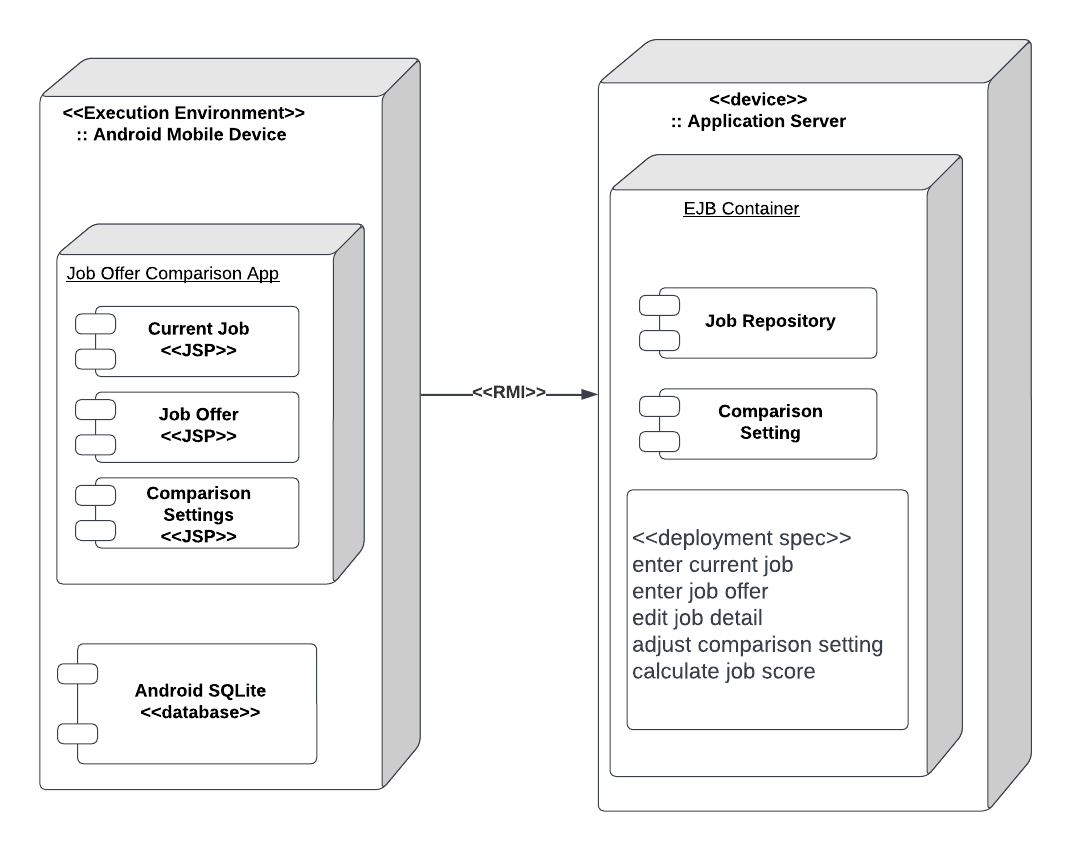 <<Execution Environment>>
:: Android Mobile Device
Job Offer Comparison App
Current Job
<<JSP>>
Job Offer
<<JSP>>
Comparison
Settings
<<JSP>>
Android SQLite
<<database>>
<<RMI>>
<<device>>
:: Application Server
EJB Container
Job Repository
Comparison
Setting
<<deployment spec>>
enter current job
enter job offer
edit job detail
adjust comparison setting
calculate job score